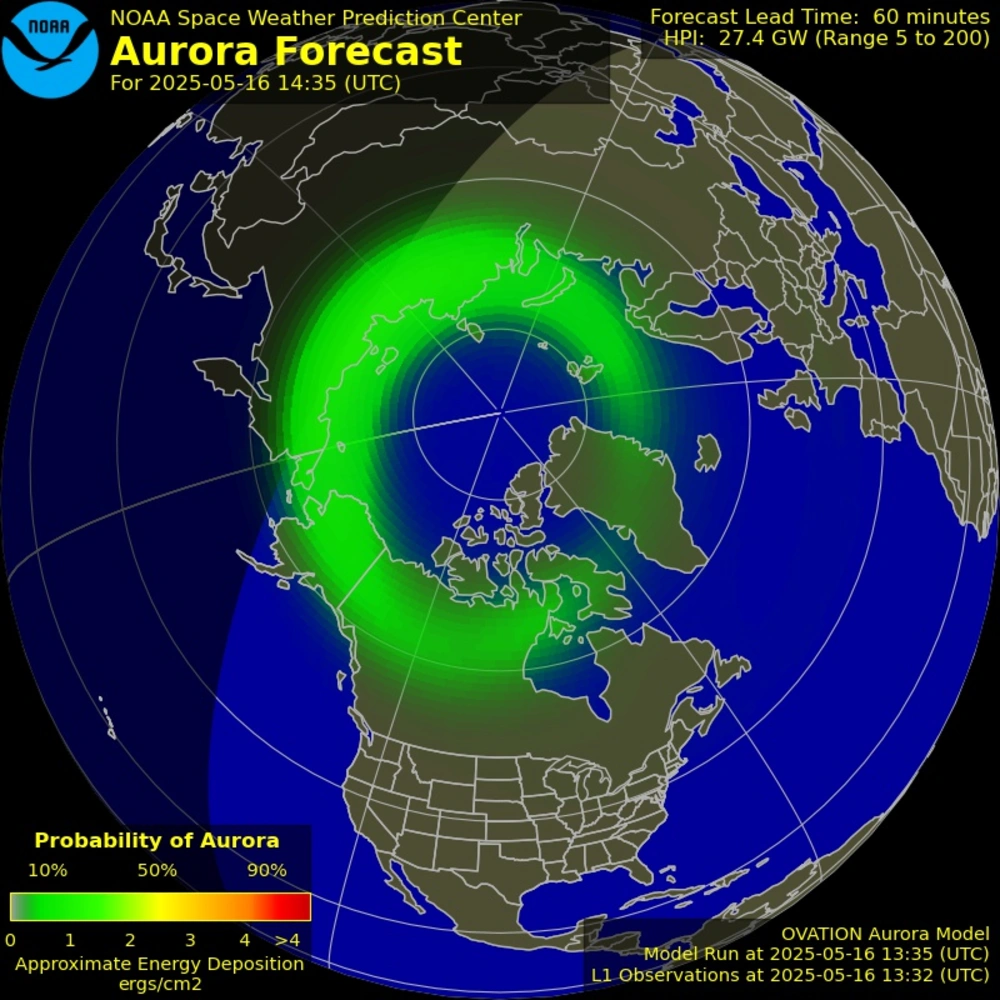 NOAA
NOAA Space Weather Prediction Center
Aurora Forecast
For 2025-05-16 14:35 (UTC)
Forecast Lead Time: 60 minutes
HPI: 27.4 GW (Range 5 to 200)
Probability of Aurora
10% 50% 90%
0 1 2 3 4 >4
Approximate Energy Deposition
ergs/cm2
OVATION Aurora Model
Model Run at 2025-05-16 13:35 (UTC)
L1 Observations at 2025-05-16 13:32 (UTC)